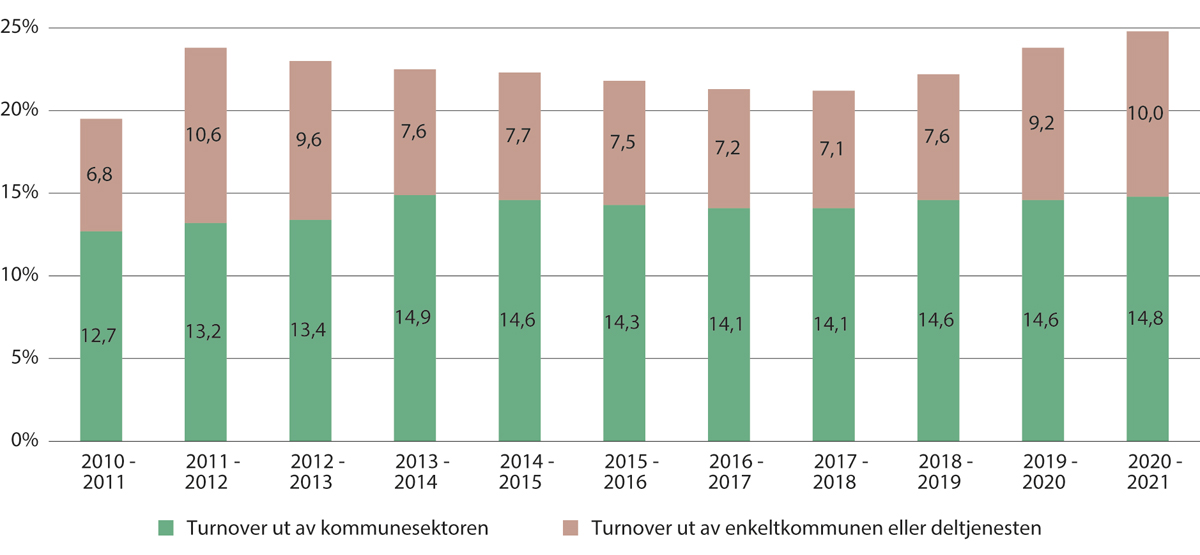 25%
20%
15%
10%
5%
0%
6,8 10,6 9,6 7,6 7,7 7,5 7,2 7,1 7,6 9,2 10,0
12,7 13,2 13,4 14,9 14,6 14,3 14,1 14,1 14,6 14,6 14,8
2010 - 2011 - 2012 - 2013 - 2014 - 2015 - 2016 - 2017 - 2018 - 2019 - 2020 -
2011 2012 2013 2014 2015 2016 2017 2018 2019 2020 2021
Turnover ut av kommunesektoren Turnover ut av enkeltkommunen eller deltjenesten